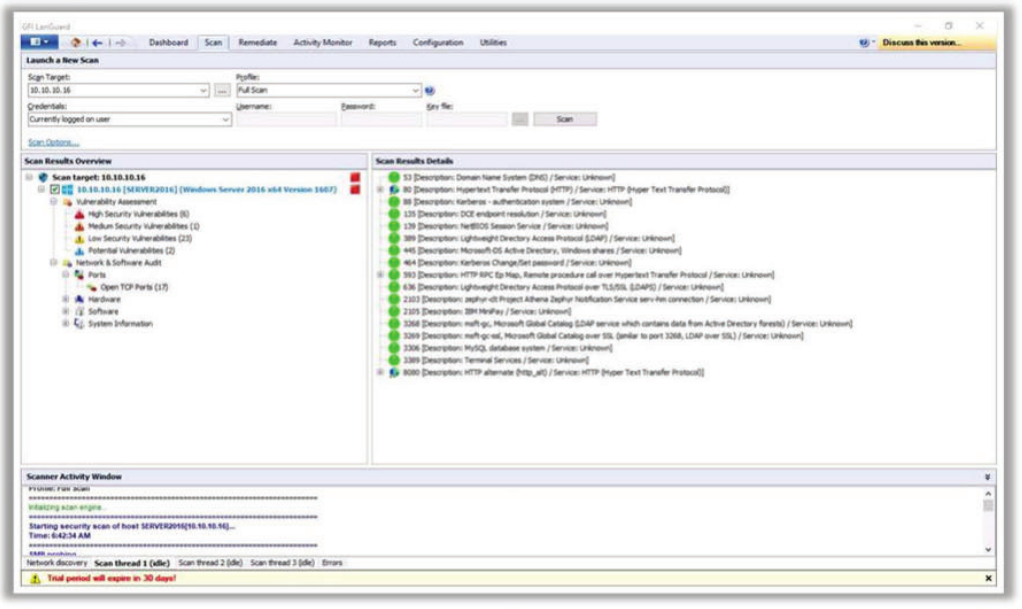 GFI LanGuard
Dashboard Scan Remediate Activity Monitor Reports Configuration Utilities Discuss this version...
Launch a New Scan
Scan Target: Profile:
10.10.10.16 ... Full Scan
Credentials: Username: Password: Key file:
Currently logged on user ... Scan
Scan Options...
Scan Results Overview
Scan target: 10.10.10.16
10.10.10.16 [SERVER2016] (Windows Server 2016 x64 Version 1607)
Vulnerability Assessment
High Security Vulnerabilities (6)
Medium Security Vulnerabilities (1)
Low Security Vulnerabilities (23)
Potential Vulnerabilities (2)
Network & Software Audit
Ports
Open TCP Ports (17)
Hardware
Software
System Information
Scan Results Details
53 [Description: Domain Name System (DNS) / Service: Unknown]
80 [Description: Hypertext Transfer Protocol (HTTP) / Service: HTTP (Hyper Text Transfer Protocol)]
88 [Description: Kerberos - authentication system / Service: Unknown]
135 [Description: DCE endpoint resolution / Service: Unknown]
139 [Description: NetBIOS Session Service / Service: Unknown]
389 [Description: Lightweight Directory Access Protocol (LDAP) / Service: Unknown]
445 [Description: Microsoft-DS Active Directory, Windows shares / Service: Unknown]
464 [Description: Kerberos Change/Set password / Service: Unknown]
593 [Description: HTTP RPC Ep Map, Remote procedure call over Hypertext Transfer Protocol / Service: Unknown]
636 [Description: Lightweight Directory Access Protocol over TLS/SSL (LDAPS) / Service: Unknown]
2103 [Description: zephyr-clt Project Athena Zephyr Notification Service serv-hm connection / Service: Unknown]
2105 [Description: IBM MiniPay / Service: Unknown]
3268 [Description: msft-gc, Microsoft Global Catalog (LDAP service which contains data from Active Directory forests) / Service: Unknown]
3269 [Description: msft-gc-ssl, Microsoft Global Catalog over SSL (similar to port 3268, LDAP over SSL) / Service: Unknown]
3306 [Description: MySQL database system / Service: Unknown]
3389 [Description: Terminal Services / Service: Unknown]
8080 [Description: HTTP alternate (http_alt) / Service: HTTP (Hyper Text Transfer Protocol)]
Scanner Activity Window
Profile: Full Scan
Initializing scan engine...
Starting security scan of host SERVER2016[10.10.10.16]...
Time: 6:42:34 AM
SMB probing
Network discovery Scan thread 1 (idle) Scan thread 2 (idle) Scan thread 3 (idle) Errors
Trial period will expire in 30 days!